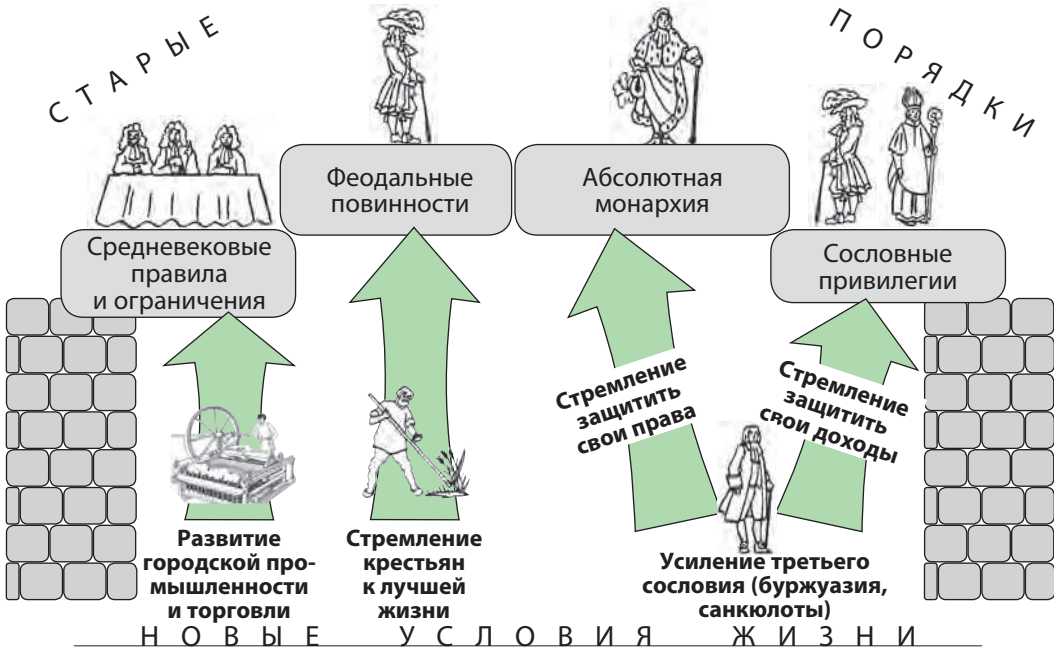 СТАРЫЕ ПОРЯДКИ
Феодальные
повинности
Абсолютная
монархия
Средневековые
правила
и ограничения
Сословные
привилегии
Стремление
защитить
свои права
Стремление
защитить
свои доходы
Развитие
городской про-
мышленности
и торговли
Стремление
крестьян
к лучшей
жизни
Усиление третьего
сословия (буржуазия,
санкюлоты)
НОВЫЕ УСЛОВИЯ ЖИЗНИ